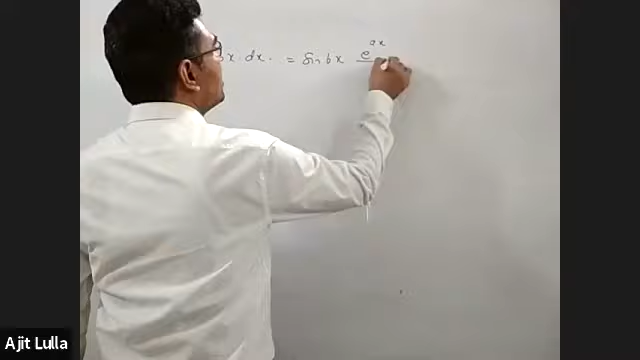 x · dx · = sin bx e^ax
Ajit Lulla